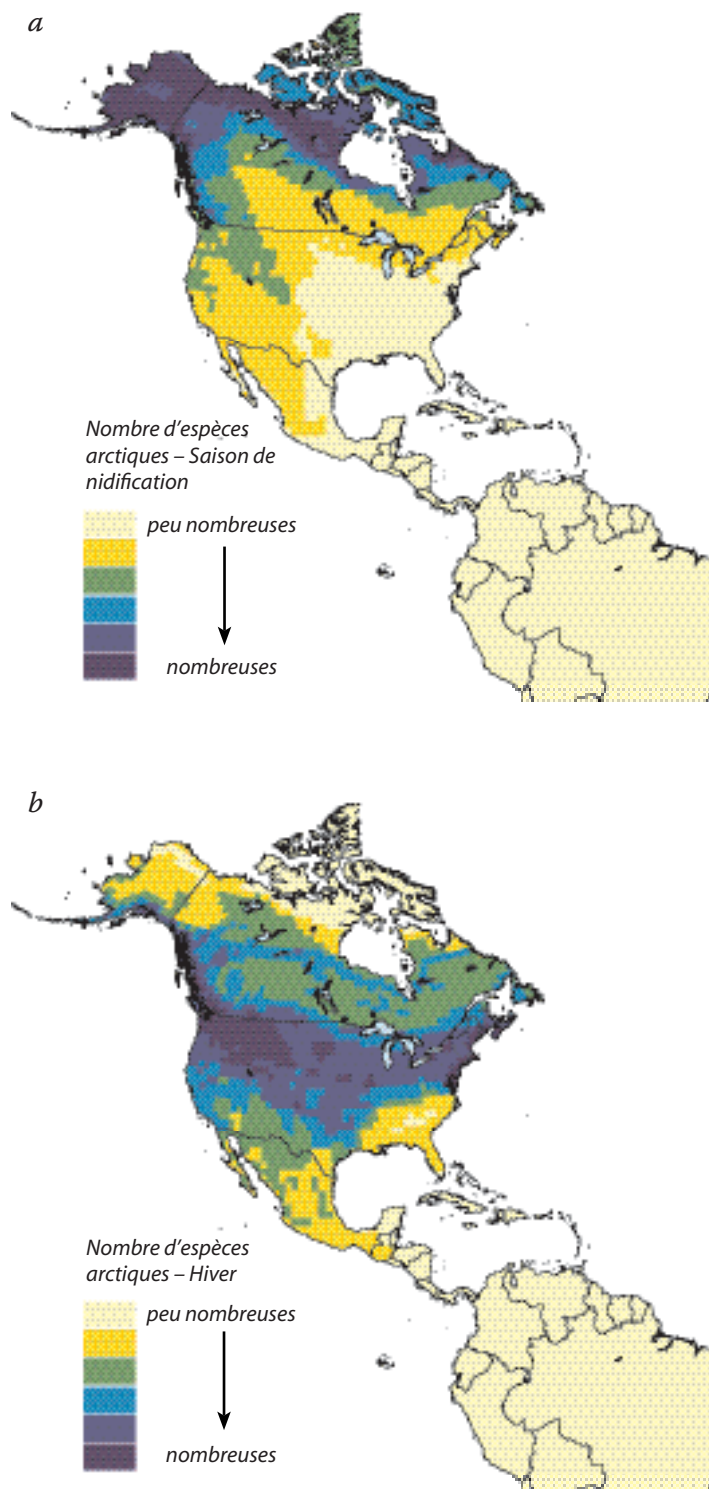 a
Nombre d'espèces
arctiques – Saison de
nidification
peu nombreuses
nombreuses
b
Nombre d'espèces
arctiques – Hiver
peu nombreuses
nombreuses